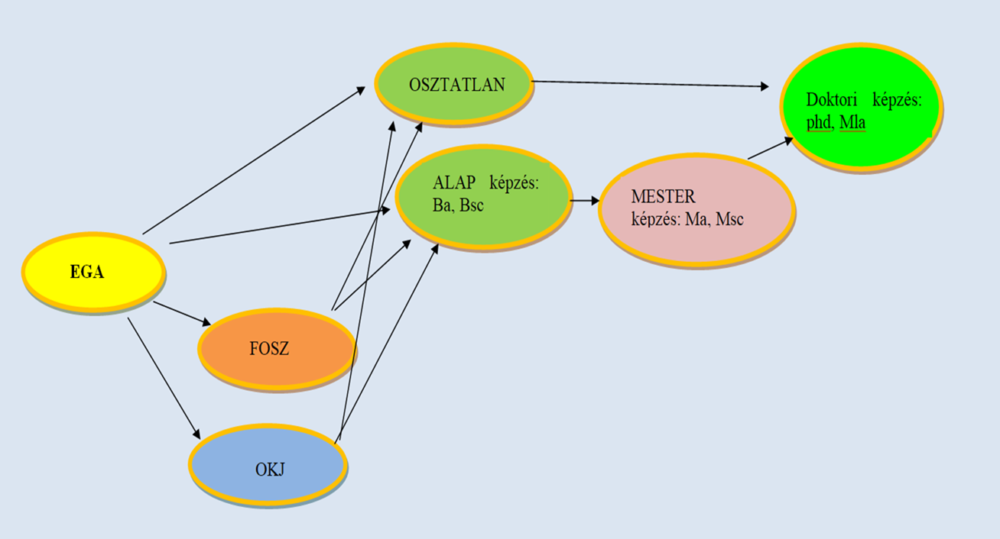 OSZTATLAN
Doktori képzés:
phd, Mla
ALAP képzés:
Ba, Bsc
MESTER
képzés: Ma, Msc
EGA
FOSZ
OKJ